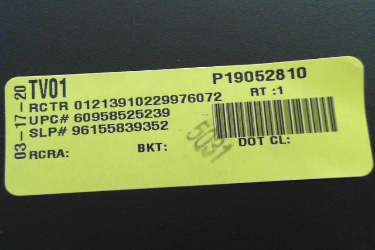 03-17-20
TV01 P19052810
RCTR 01213910229976072 RT :1
UPC# 60958525239
SLP# 96155839352
RCRA: BKT: DOT CL:
5031